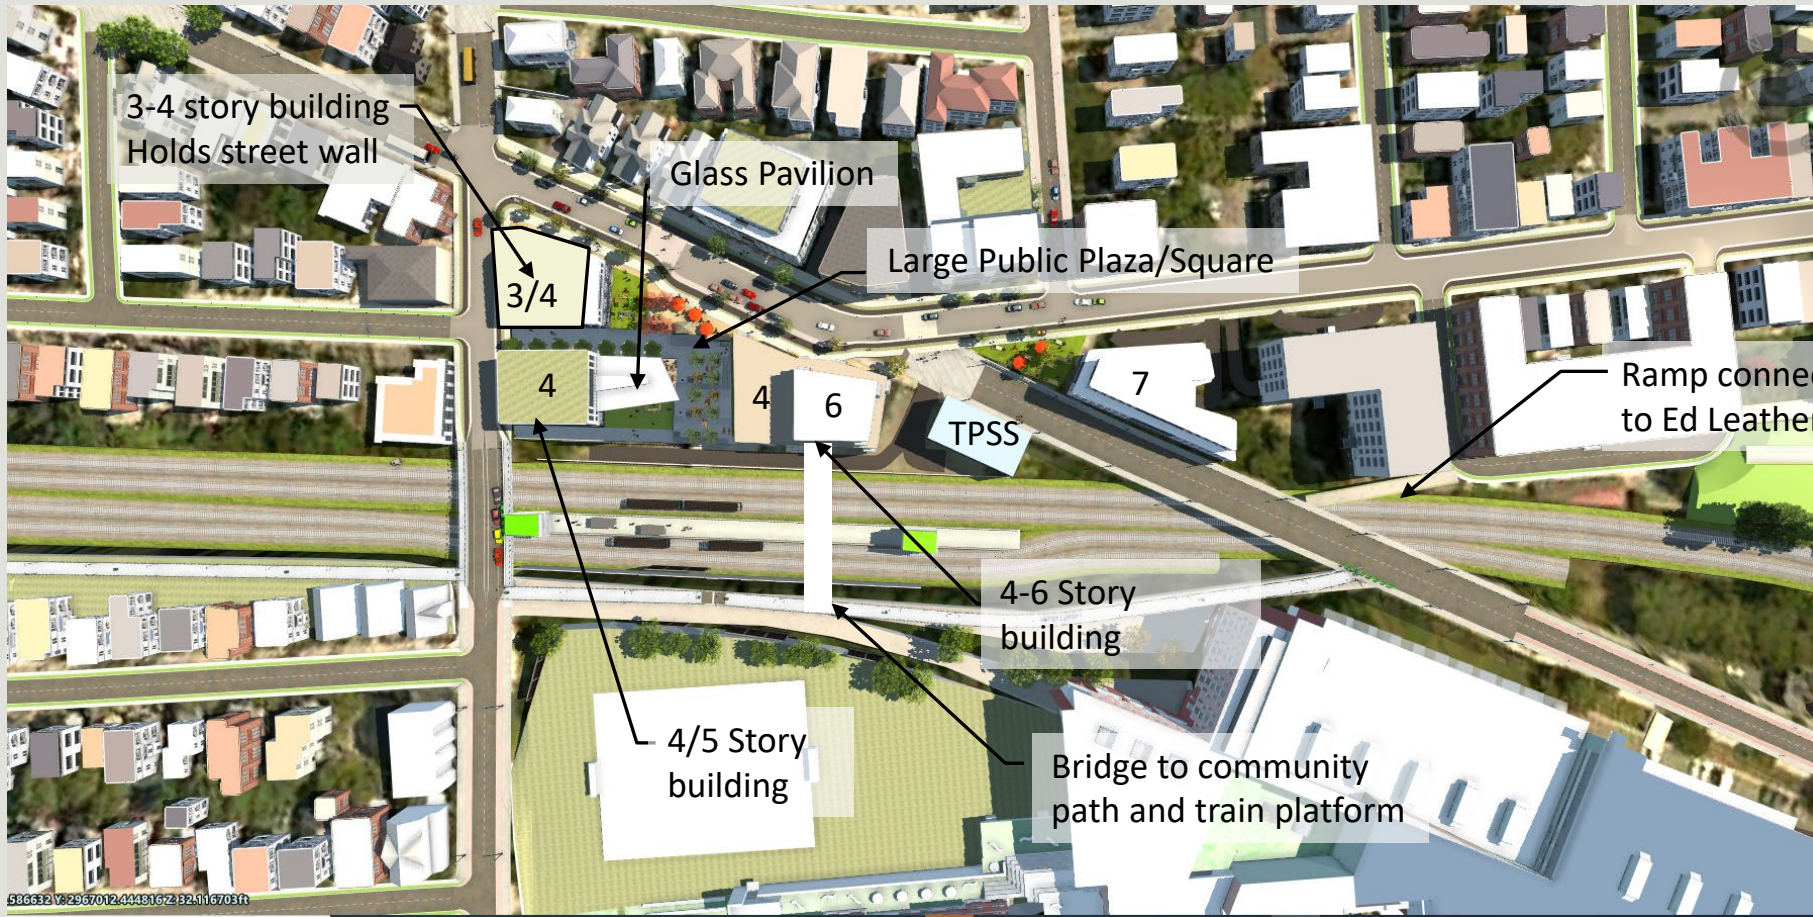 3-4 story building
Holds street wall
Glass Pavilion
Large Public Plaza/Square
3/4
4
4
6
7
TPSS
Ramp connec
to Ed Leather
4-6 Story
building
4/5 Story
building
Bridge to community
path and train platform
.586632 Y: 2967012.444816 Z: 32.116703ft